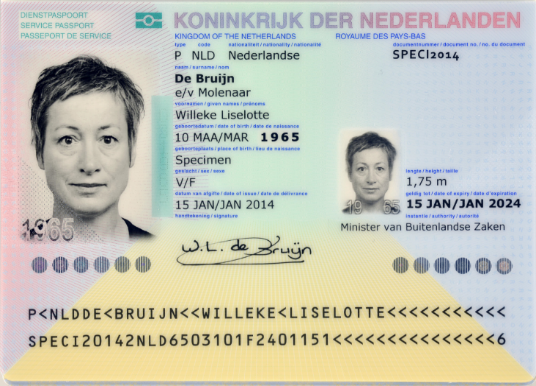 DIENSTPASPOORT
SERVICE PASSPORT
PASSEPORT DE SERVICE
KONINKRIJK DER NEDERLANDEN
KINGDOM OF THE NETHERLANDS ROYAUME DES PAYS-BAS
type code nationaliteit / nationality / nationalité documentnummer / document no. / no. du document
P NLD Nederlandse SPECI2014
naam / surname / nom
De Bruijn
e/v Molenaar
voornamen / given names / prénoms
Willeke Liselotte
geboortedatum / date of birth / date de naissance
10 MAA/MAR 1965
geboorteplaats / place of birth / lieu de naissance
Specimen
geslacht / sex / sexe lengte / height / taille
V/F 1,75 m
datum van afgifte / date of issue / date de délivrance geldig tot / date of expiry / date d'expiration
15 JAN/JAN 2014 15 JAN/JAN 2024
handtekening / signature instantie / authority / autorité
Minister van Buitenlandse Zaken
1965
19 65
W.L. de Bruijn
P<NLDDE<BRUIJN<<WILLEKE<LISELOTTE<<<<<<<<<<<
SPECI20142NLD6503101F2401151<<<<<<<<<<<<<<<6